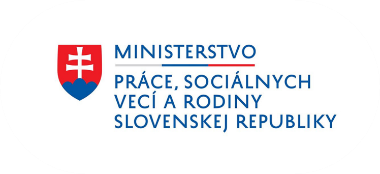 MINISTERSTVO
PRÁCE, SOCIÁLNYCH
VECÍ A RODINY
SLOVENSKEJ REPUBLIKY